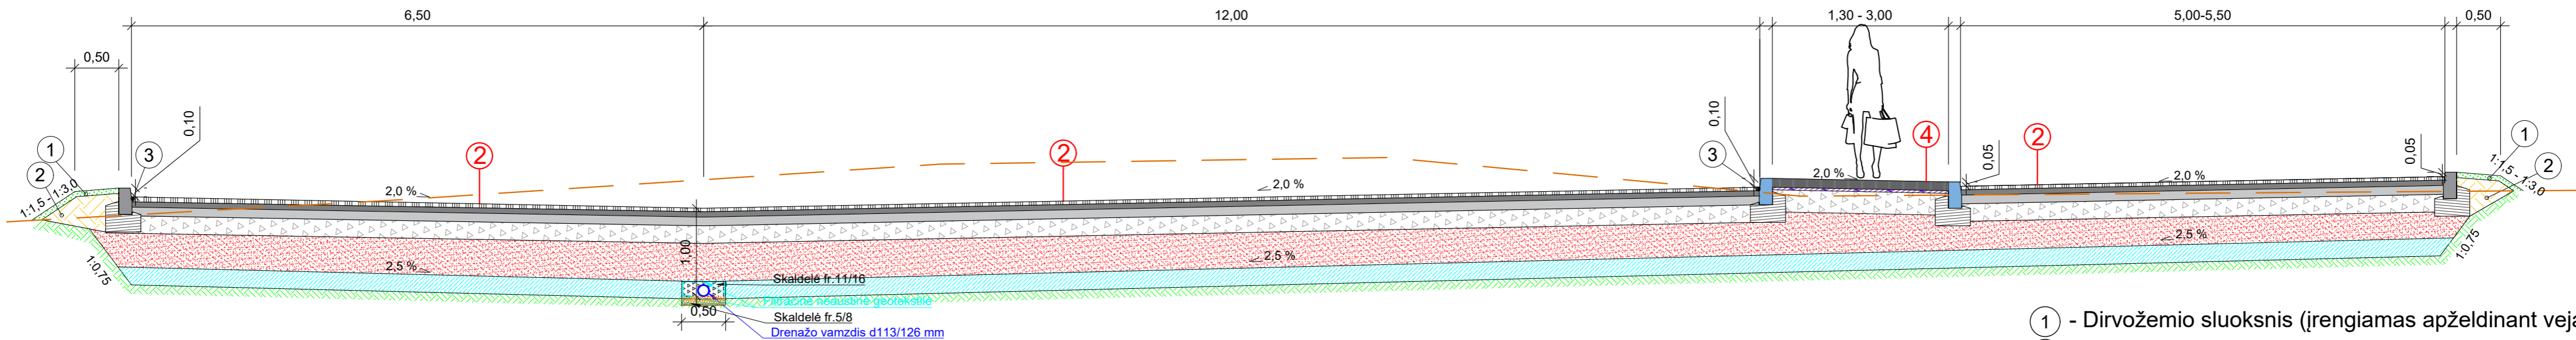 6,50 12,00 1,30 - 3,00 5,00-5,50 0,50
0,50
0,10 0,10 0,05 0,05
1 2 3 2 2 3 4 2 1 2
1:1,5 - 1:3,0 1:1,5 - 1:3,0
2,0 % 2,0 % 2,0 % 2,0 %
1,00
2,5 % 2,5 % 2,5 %
1:0.75 1:0.75
Skaldelė fr.11/16
Filtracinė neaustinė geotekstilė
0,50
Skaldelė fr.5/8
Drenažo vamzdis d113/126 mm
1 - Dirvožemio sluoksnis (įrengiamas apželdinant veja